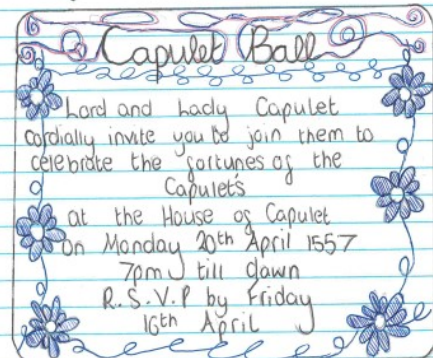 Capulet Ball
Lord and Lady Capulet
cordially invite you to join them to
celebrate the fortunes of the
Capulet's
at the House of Capulet
On Monday 20th April 1557
7pm till dawn
R.S.V.P by Friday
16th April